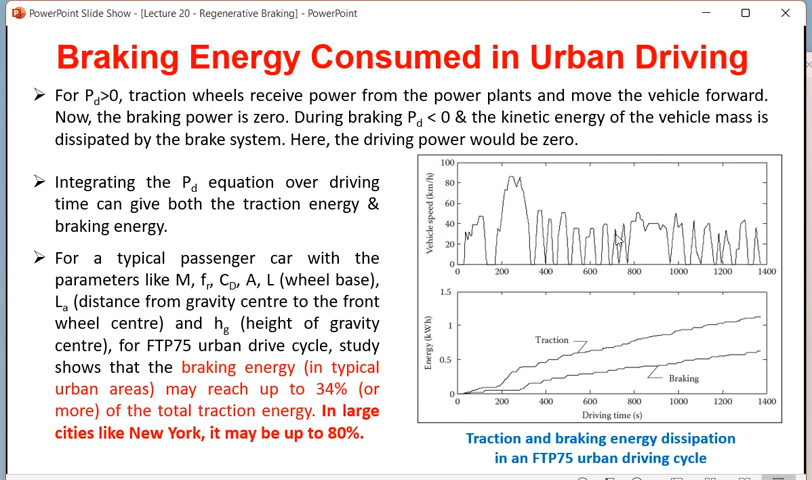 PowerPoint Slide Show - [Lecture 20 - Regenerative Braking] - PowerPoint
Braking Energy Consumed in Urban Driving
➢ For Pd>0, traction wheels receive power from the power plants and move the vehicle forward.
Now, the braking power is zero. During braking Pd < 0 & the kinetic energy of the vehicle mass is
dissipated by the brake system. Here, the driving power would be zero.
➢ Integrating the Pd equation over driving
time can give both the traction energy &
braking energy.
➢ For a typical passenger car with the
parameters like M, fr, CD, A, L (wheel base),
La (distance from gravity centre to the front
wheel centre) and hg (height of gravity
centre), for FTP75 urban drive cycle, study
shows that the braking energy (in typical
urban areas) may reach up to 34% (or
more) of the total traction energy. In large
cities like New York, it may be up to 80%.
Vehicle speed (km/h)
100
80
60
40
20
0
0 200 400 600 800 1000 1200 1400
Energy (kWh)
1.5
1
0.5
0
Traction
Braking
0 200 400 600 800 1000 1200 1400
Driving time (s)
Traction and braking energy dissipation
in an FTP75 urban driving cycle